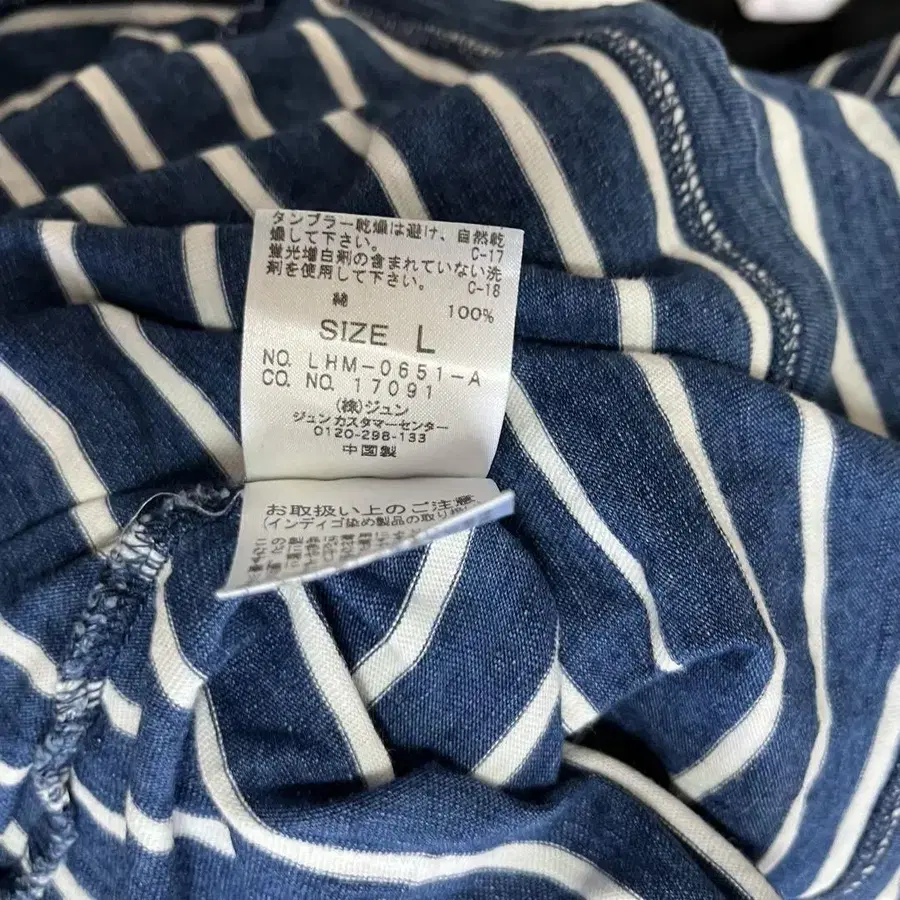 タンブラー乾燥は避け、自然乾
燥して下さい。 C-17
蛍光増白剤の含まれていない洗
剤を使用して下さい。 C-18
綿 100%
SIZE L
NO. LHM-0651-A
CO. NO. 17091
(株)ジュン
ジュンカスタマーセンター
0120-298-133
中国製
お取扱い上のご注意
(インディゴ染め製品の取り扱